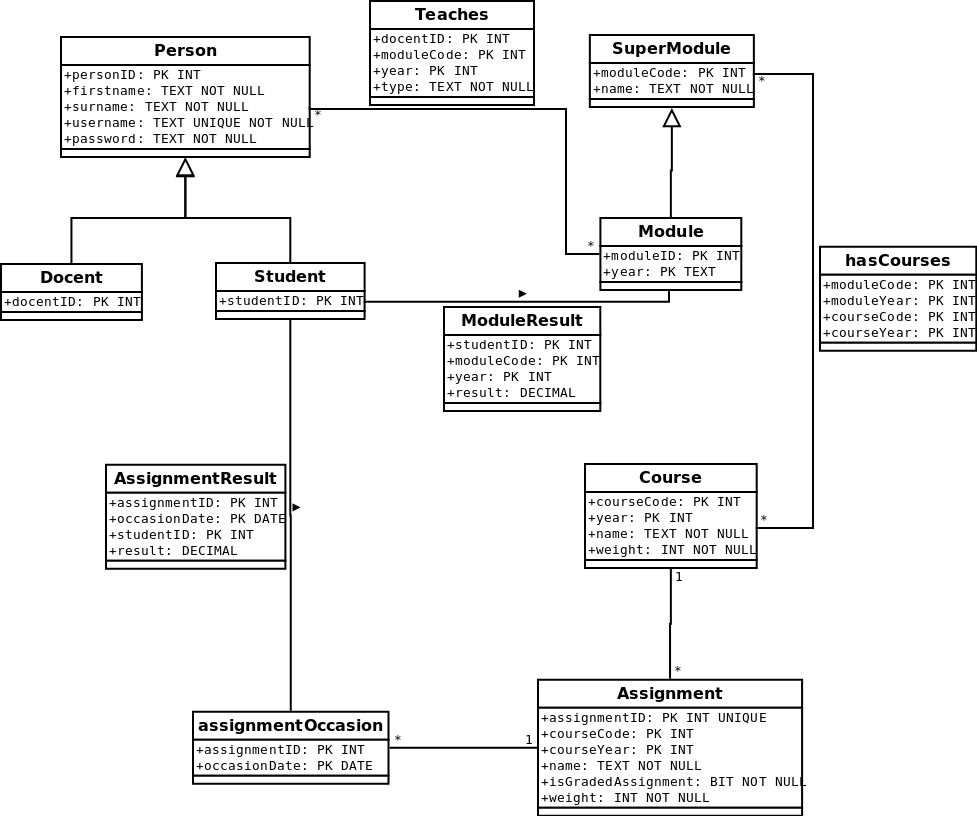 Teaches
+docentID: PK INT
+moduleCode: PK INT
+year: PK INT
+type: TEXT NOT NULL
Person
+personID: PK INT
+firstname: TEXT NOT NULL
+surname: TEXT NOT NULL
+username: TEXT UNIQUE NOT NULL
+password: TEXT NOT NULL
*
SuperModule
+moduleCode: PK INT
+name: TEXT NOT NULL
*
Module
+moduleID: PK INT
+year: PK TEXT
*
hasCourses
+moduleCode: PK INT
+moduleYear: PK INT
+courseCode: PK INT
+courseYear: PK INT
Docent
+docentID: PK INT
Student
+studentID: PK INT
ModuleResult
+studentID: PK INT
+moduleCode: PK INT
+year: PK INT
+result: DECIMAL
AssignmentResult
+assignmentID: PK INT
+occasionDate: PK DATE
+studentID: PK INT
+result: DECIMAL
Course
+courseCode: PK INT
+year: PK INT
+name: TEXT NOT NULL
+weight: INT NOT NULL
*
1
*
assignmentOccasion
+assignmentID: PK INT
+occasionDate: PK DATE
*
1
Assignment
+assignmentID: PK INT UNIQUE
+courseCode: PK INT
+courseYear: PK INT
+name: TEXT NOT NULL
+isGradedAssignment: BIT NOT NULL
+weight: INT NOT NULL